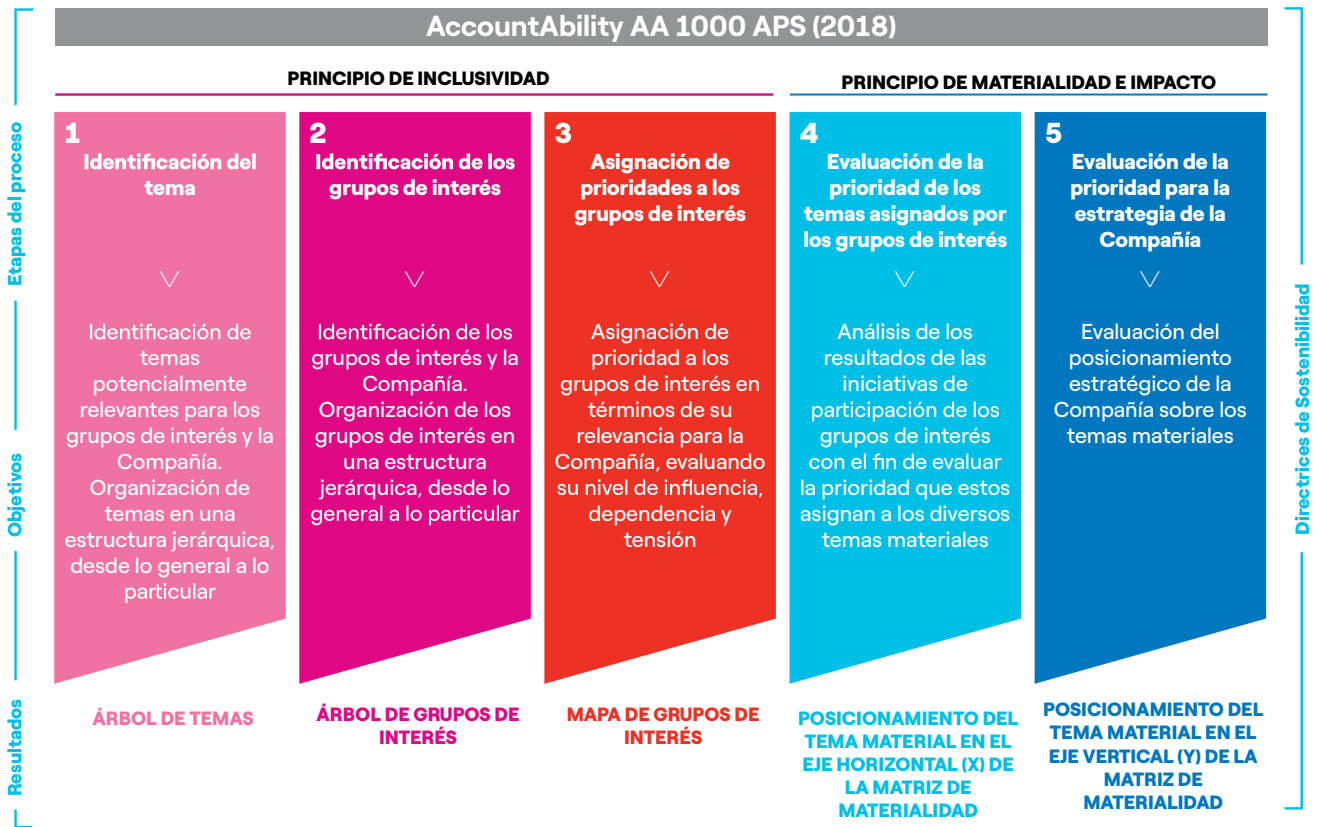 AccountAbility AA 1000 APS (2018)
PRINCIPIO DE INCLUSIVIDAD
PRINCIPIO DE MATERIALIDAD E IMPACTO
Etapas del proceso
Objetivos
Resultados
1
Identificación del
tema
Identificación de
temas
potencialmente
relevantes para los
grupos de interés y la
Compañía.
Organización de
temas en una
estructura jerárquica,
desde lo general a lo
particular
ÁRBOL DE TEMAS
2
Identificación de los
grupos de interés
Identificación de los
grupos de interés y la
Compañía.
Organización de los
grupos de interés en
una estructura
jerárquica, desde lo
general a lo particular
ÁRBOL DE GRUPOS DE
INTERÉS
3
Asignación de
prioridades a los
grupos de interés
Asignación de
prioridad a los
grupos de interés en
términos de su
relevancia para la
Compañía, evaluando
su nivel de influencia,
dependencia y
tensión
MAPA DE GRUPOS DE
INTERÉS
4
Evaluación de la
prioridad de los
temas asignados por
los grupos de interés
Análisis de los
resultados de las
iniciativas de
participación de los
grupos de interés
con el fin de evaluar
la prioridad que estos
asignan a los diversos
temas materiales
POSICIONAMIENTO DEL
TEMA MATERIAL EN EL
EJE HORIZONTAL (X) DE
LA MATRIZ DE
MATERIALIDAD
5
Evaluación de la
prioridad para la
estrategia de la
Compañía
Evaluación del
posicionamiento
estratégico de la
Compañía sobre los
temas materiales
POSICIONAMIENTO DEL
TEMA MATERIAL EN EL
EJE VERTICAL (Y) DE LA
MATRIZ DE
MATERIALIDAD
Directrices de Sostenibilidad